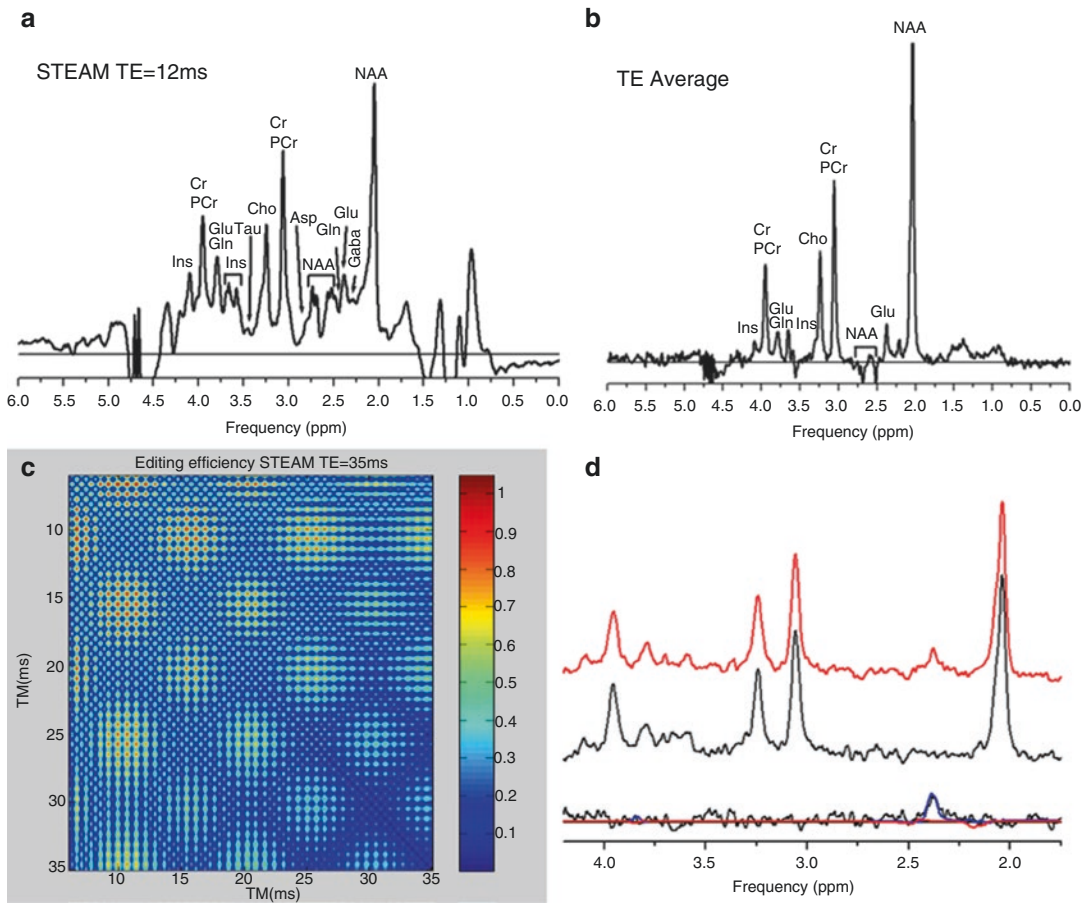 a
STEAM TE=12ms
NAA
Cr
PCr
Cr
PCr
Cho
Asp
Glu
Gln
Gaba
Glu
Gln
Tau
Ins
Ins
NAA
6.0 5.5 5.0 4.5 4.0 3.5 3.0 2.5 2.0 1.5 1.0 0.5 0.0
Frequency (ppm)
b
TE Average
NAA
Cr
PCr
Cr
PCr
Cho
Glu
Gln
Ins
Ins
NAA
Glu
6.0 5.5 5.0 4.5 4.0 3.5 3.0 2.5 2.0 1.5 1.0 0.5 0.0
Frequency (ppm)
c
Editing efficiency STEAM TE=35ms
TM(ms)
10
15
20
25
30
35
10 15 20 25 30 35
TM(ms)
1
0.9
0.8
0.7
0.6
0.5
0.4
0.3
0.2
0.1
d
4.0 3.5 3.0 2.5 2.0
Frequency (ppm)